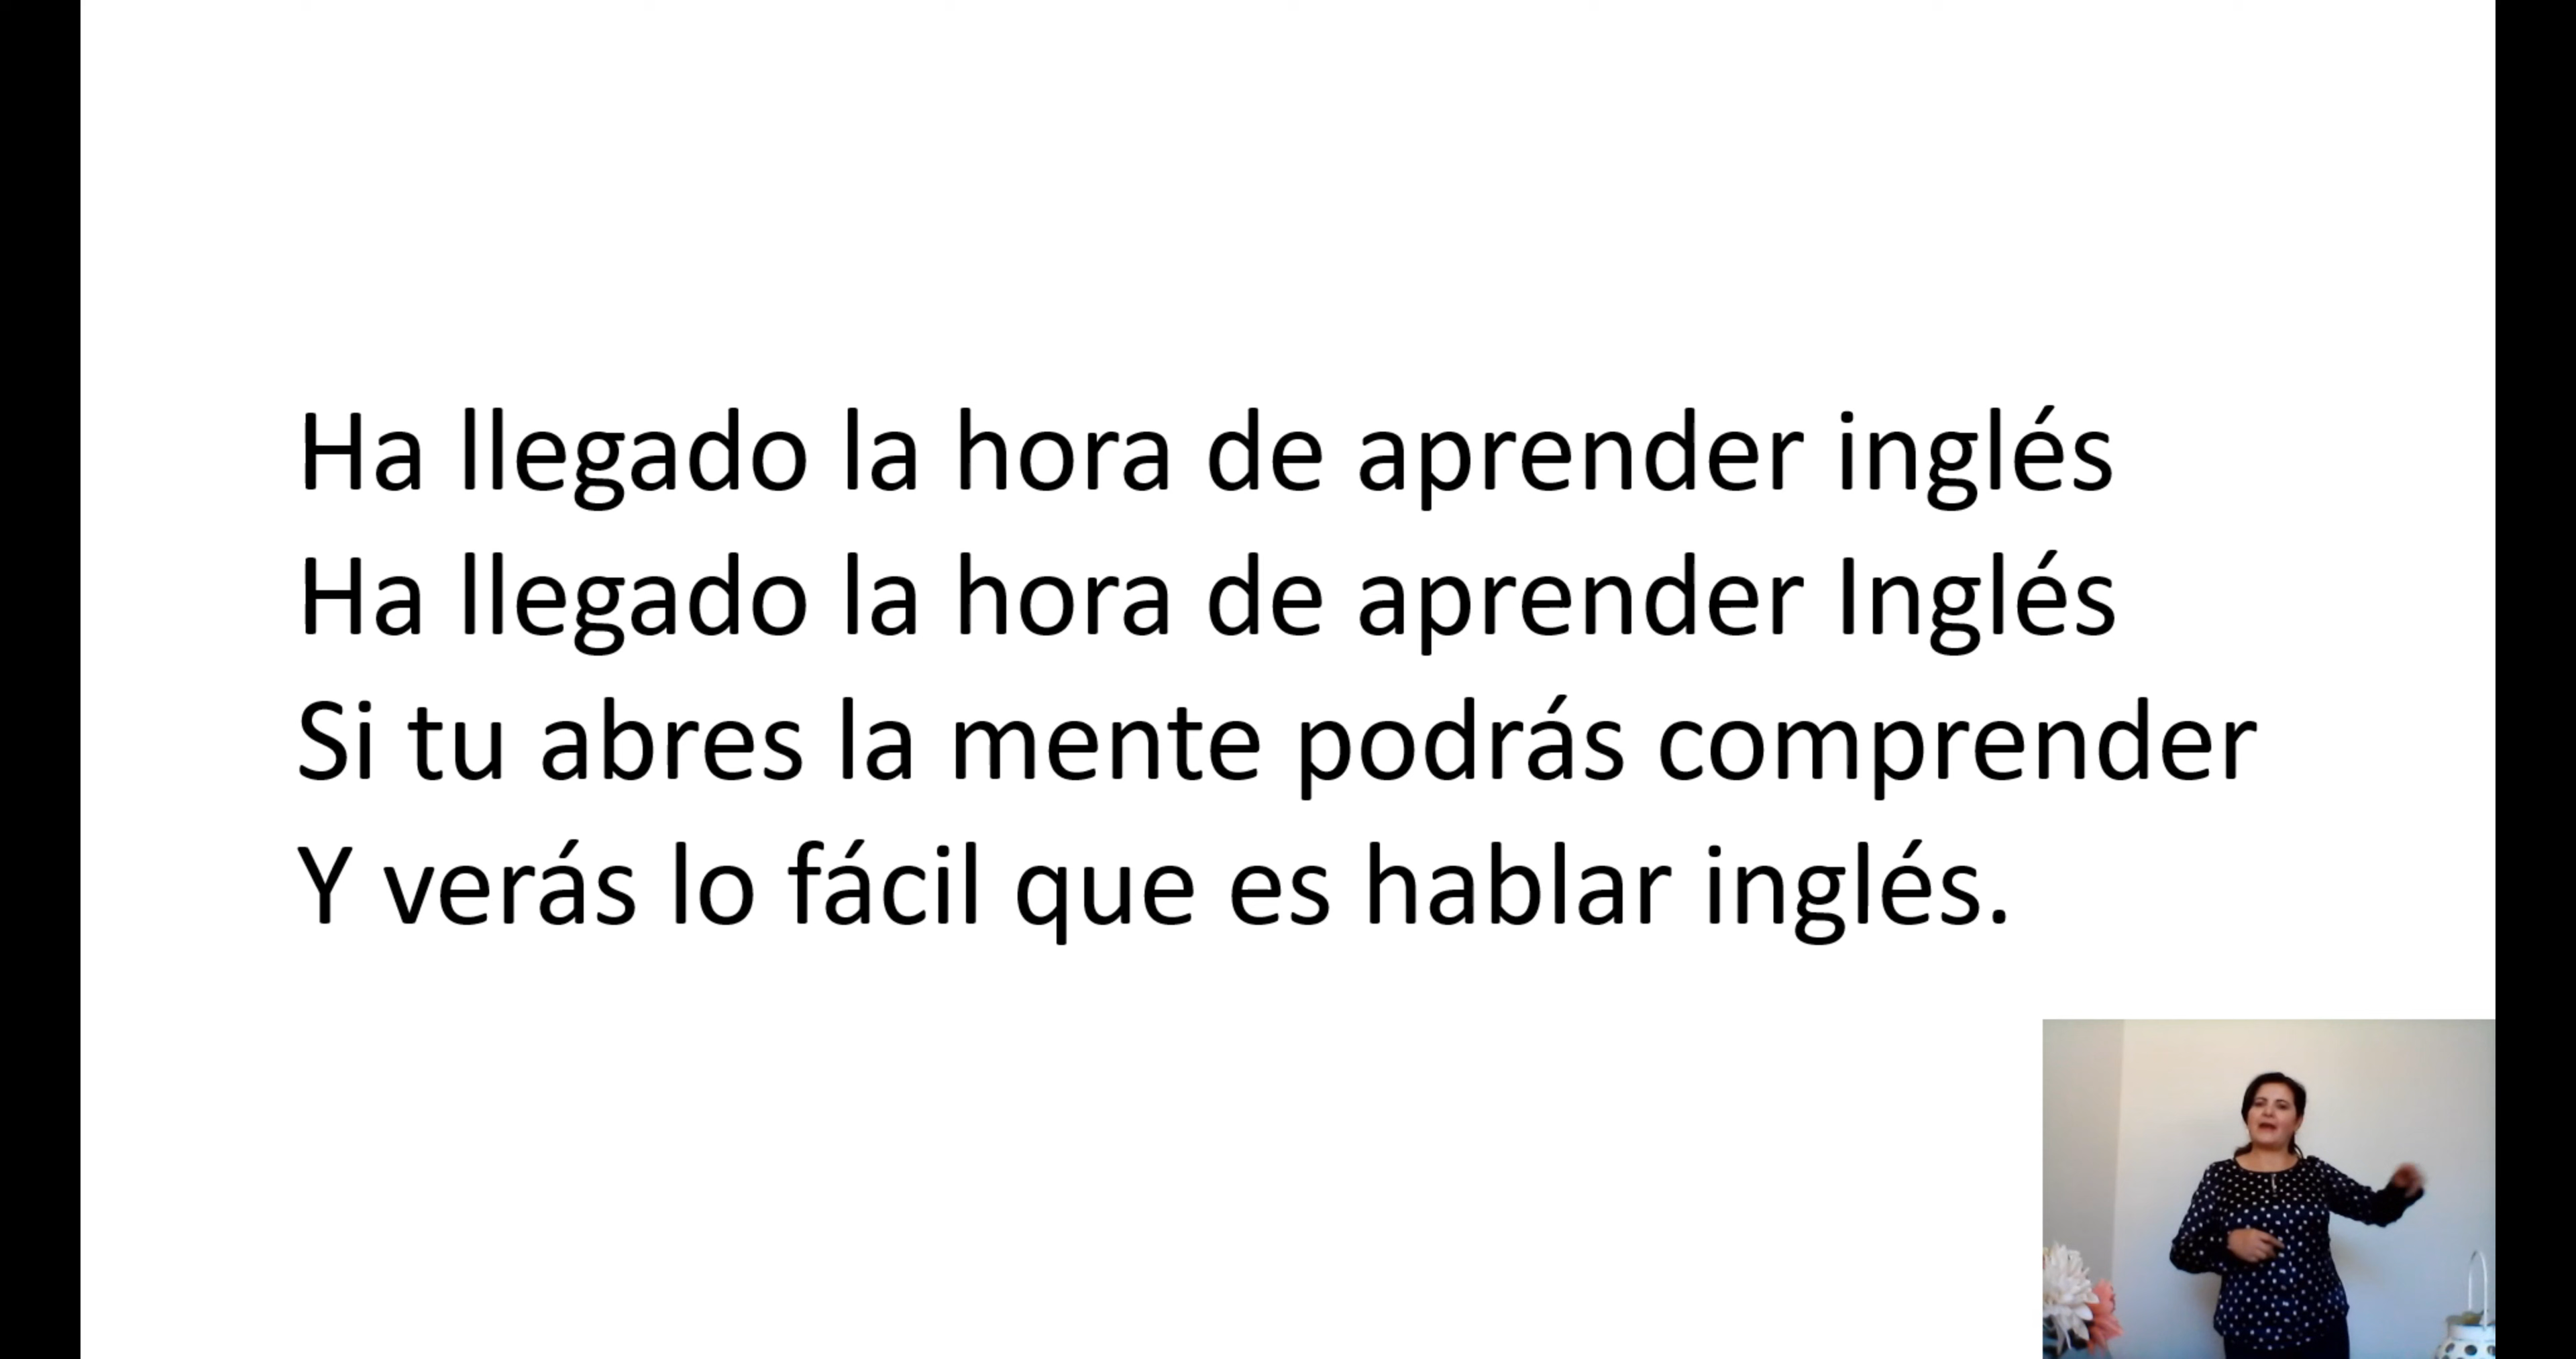 Ha llegado la hora de aprender inglés
Ha llegado la hora de aprender Inglés
Si tu abres la mente podrás comprender
Y verás lo fácil que es hablar inglés.